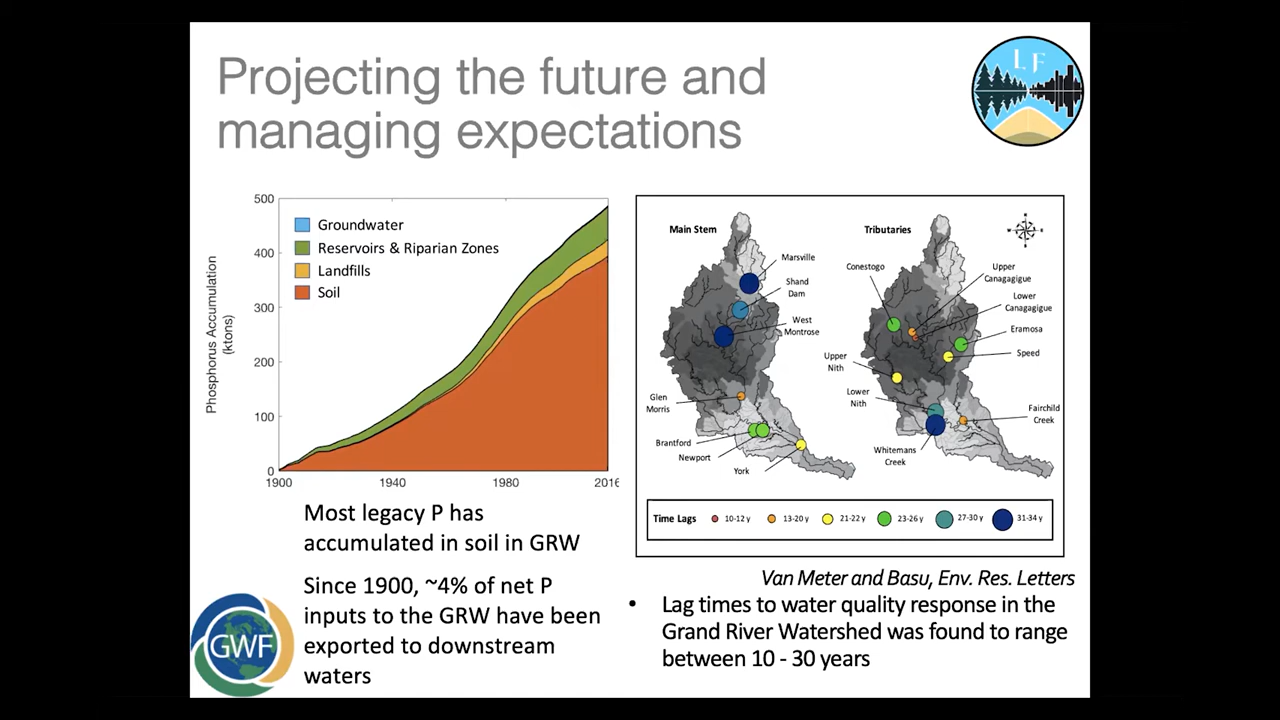 Projecting the future and
managing expectations
L F
Phosphorus Accumulation
(ktons)
500
400
300
200
100
0
1900
1940
1980
2016
Groundwater
Reservoirs & Riparian Zones
Landfills
Soil
Most legacy P has
accumulated in soil in GRW
Since 1900, ~4% of net P
inputs to the GRW have been
exported to downstream
waters
GWF
Main Stem
Marsville
Shand
Dam
West
Montrose
Glen
Morris
Brantford
Newport
York
Tributaries
Conestogo
Upper
Canagagigue
Lower
Canagagigue
Eramosa
Speed
Upper
Nith
Lower
Nith
Fairchild
Creek
Whitemans
Creek
Time Lags
10-12 y
13-20 y
21-22 y
23-26 y
27-30 y
31-34 y
Van Meter and Basu, Env. Res. Letters
• Lag times to water quality response in the
Grand River Watershed was found to range
between 10 - 30 years